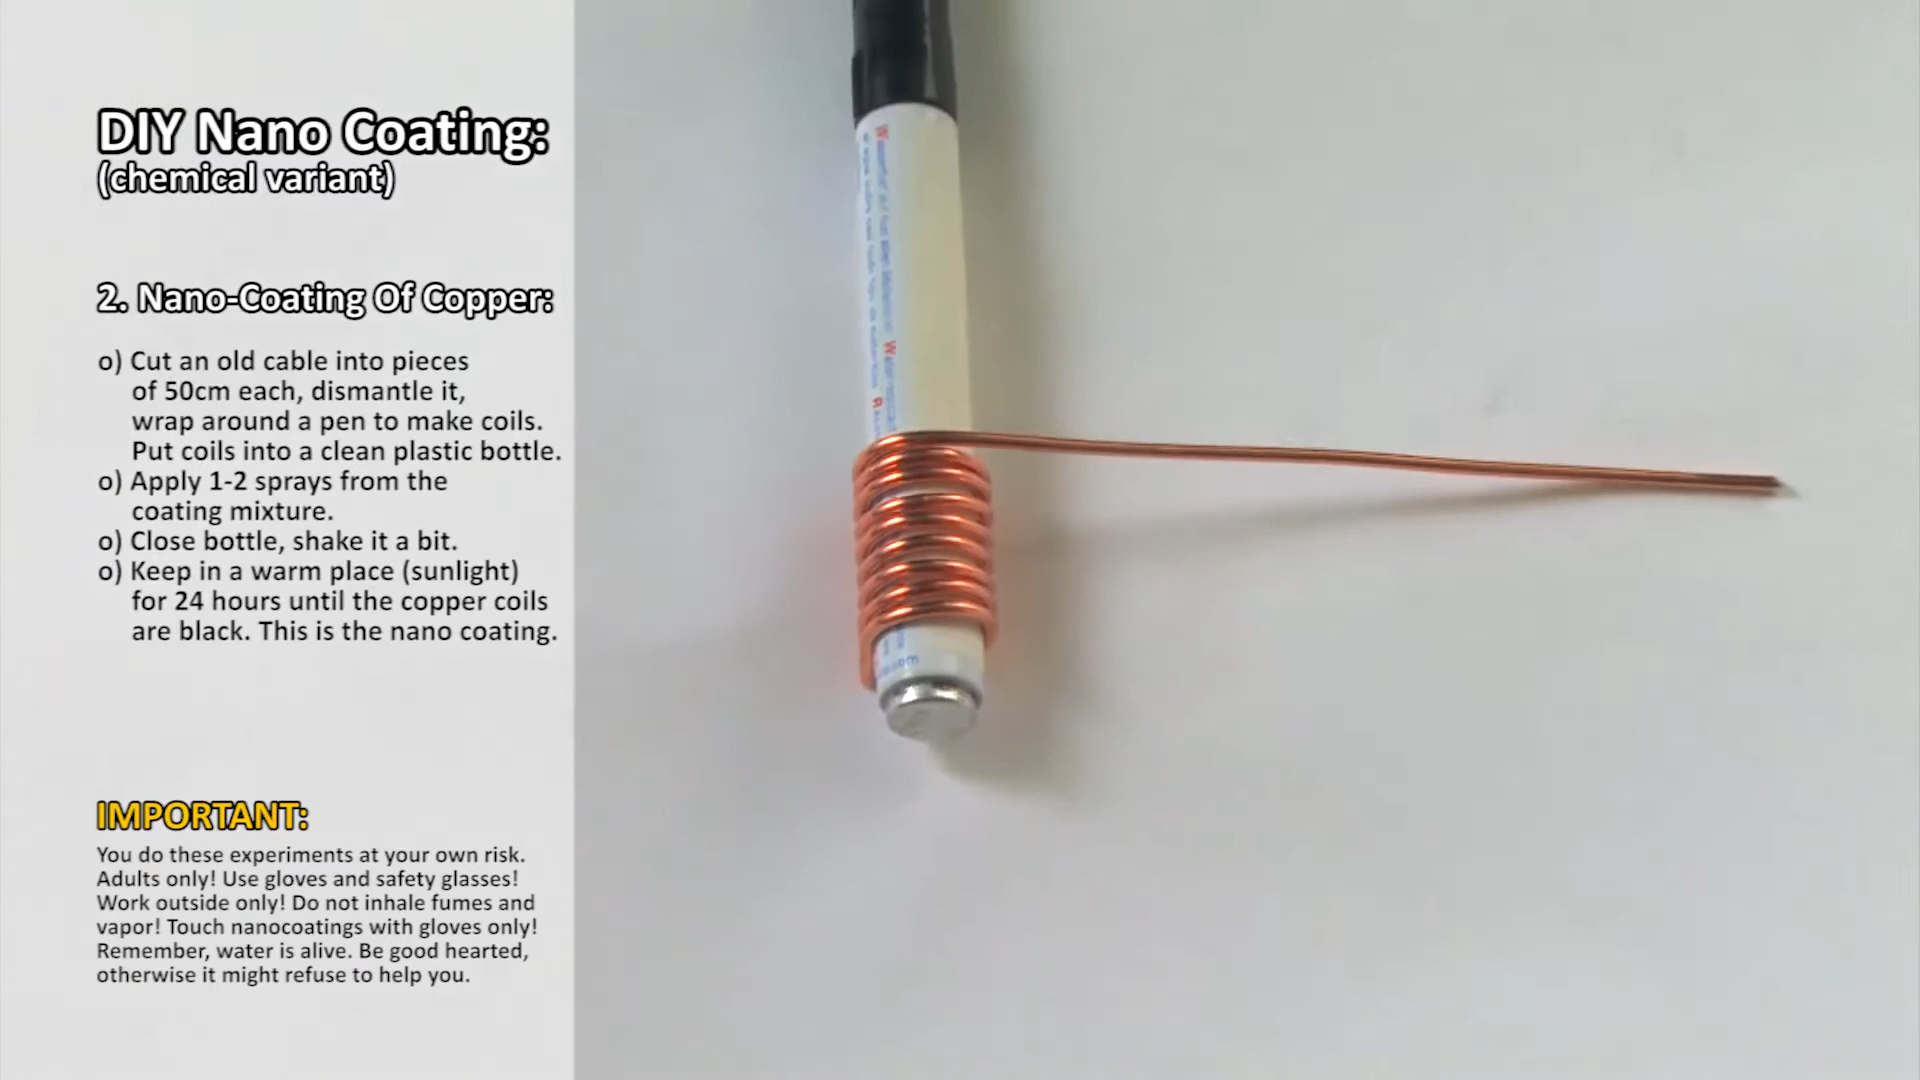 DIY Nano Coating:
(chemical variant)
2. Nano-Coating Of Copper:
o) Cut an old cable into pieces
of 50cm each, dismantle it,
wrap around a pen to make coils.
Put coils into a clean plastic bottle.
o) Apply 1-2 sprays from the
coating mixture.
o) Close bottle, shake it a bit.
o) Keep in a warm place (sunlight)
for 24 hours until the copper coils
are black. This is the nano coating.
IMPORTANT:
You do these experiments at your own risk.
Adults only! Use gloves and safety glasses!
Work outside only! Do not inhale fumes and
vapor! Touch nanocoatings with gloves only!
Remember, water is alive. Be good hearted,
otherwise it might refuse to help you.